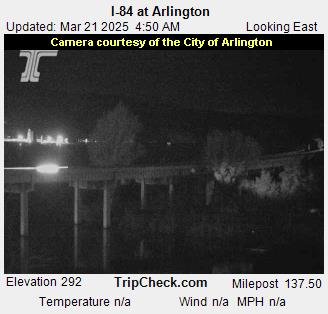 I-84 at Arlington
Updated: Mar 21 2025 4:50 AM Looking East
Camera courtesy of the City of Arlington
Elevation 292 TripCheck.com Milepost 137.50
Temperature n/a Wind n/a MPH n/a